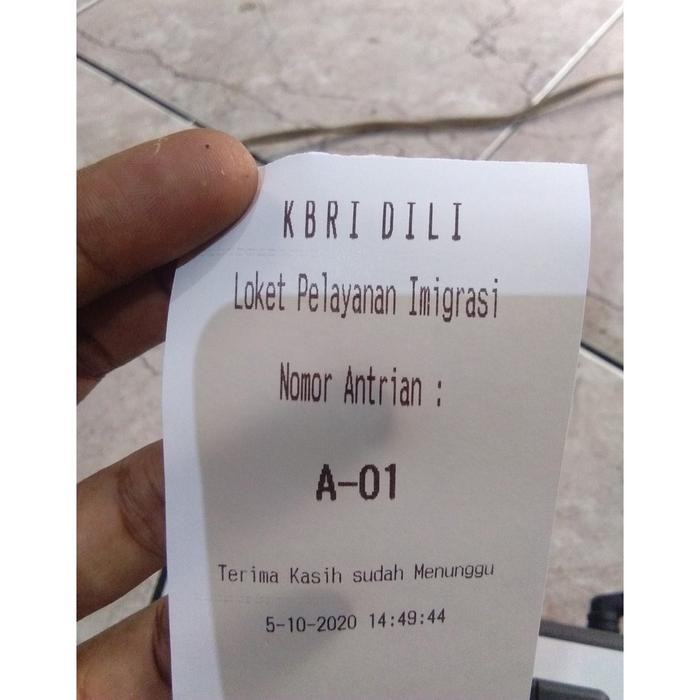 KBRI DILI
Loket Pelayanan Imigrasi
Nomor Antrian :
A-01
Terima Kasih sudah Menunggu
5-10-2020 14:49:44